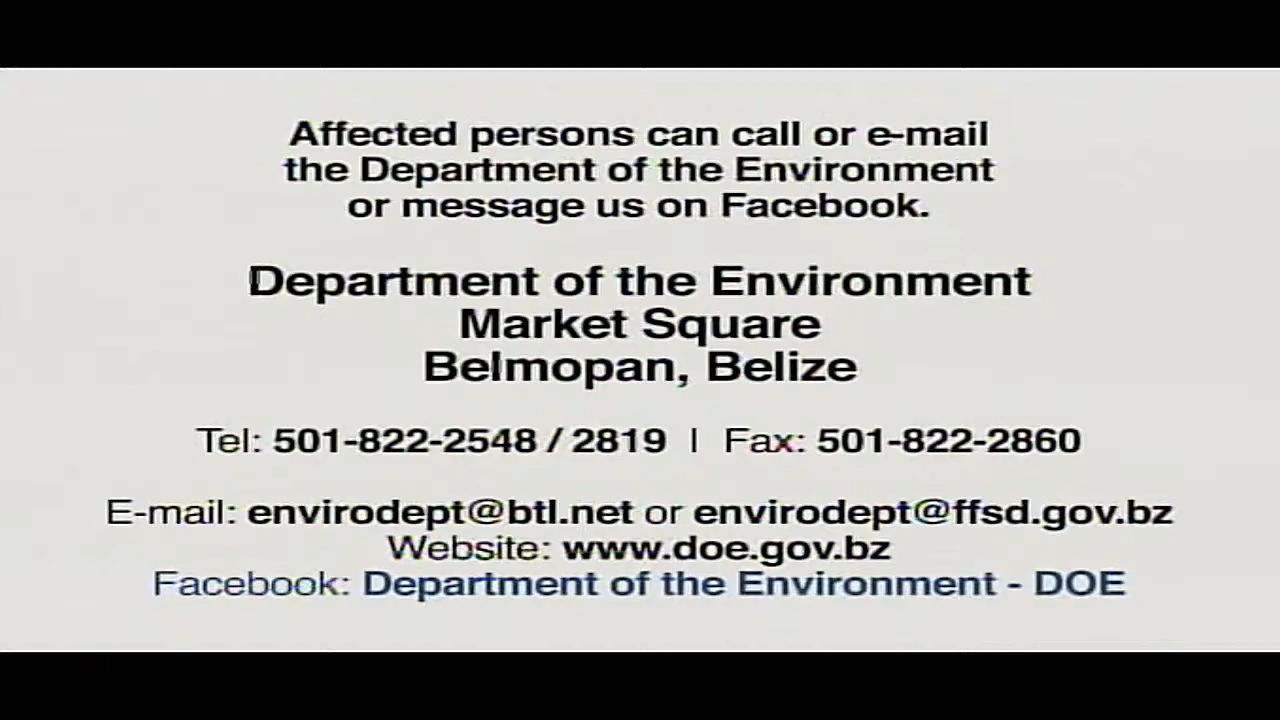 Affected persons can call or e-mail
the Department of the Environment
or message us on Facebook.
Department of the Environment
Market Square
Belmopan, Belize
Tel: 501-822-2548 / 2819 | Fax: 501-822-2860
E-mail: envirodept@btl.net or envirodept@ffsd.gov.bz
Website: www.doe.gov.bz
Facebook: Department of the Environment - DOE